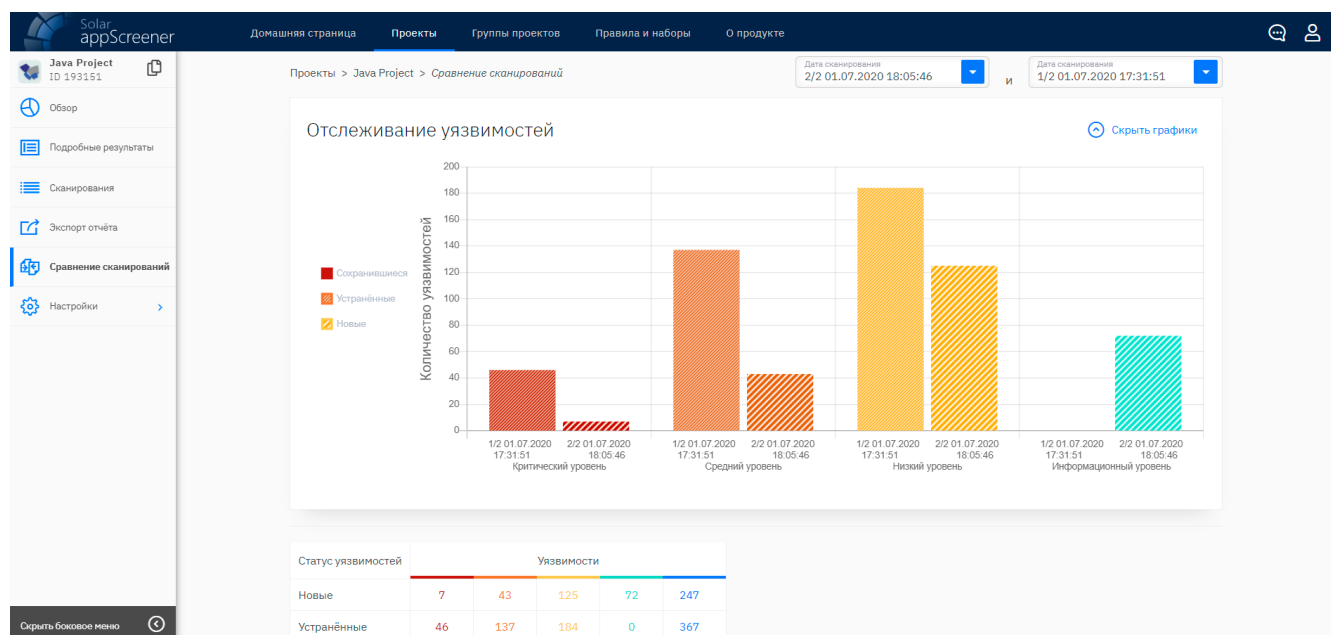 Solar
appScreener
Домашняя страница Проекты Группы проектов Правила и наборы О продукте
Java Project
ID 193151
Обзор
Подробные результаты
Сканирования
Экспорт отчёта
Сравнение сканирований
Настройки
Скрыть боковое меню
Проекты > Java Project > Сравнение сканирований
Дата сканирования
2/2 01.07.2020 18:05:46
и
Дата сканирования
1/2 01.07.2020 17:31:51
Отслеживание уязвимостей
Скрыть графики
Сохранившиеся
Устранённые
Новые
Количество уязвимостей
200
180
160
140
120
100
80
60
40
20
0
1/2 01.07.2020 2/2 01.07.2020 1/2 01.07.2020 2/2 01.07.2020 1/2 01.07.2020 2/2 01.07.2020 1/2 01.07.2020 2/2 01.07.2020
17:31:51 18:05:46 17:31:51 18:05:46 17:31:51 18:05:46 17:31:51 18:05:46
Критический уровень Средний уровень Низкий уровень Информационный уровень
Статус уязвимостей Уязвимости
Новые 7 43 125 72 247
Устранённые 46 137 184 0 367